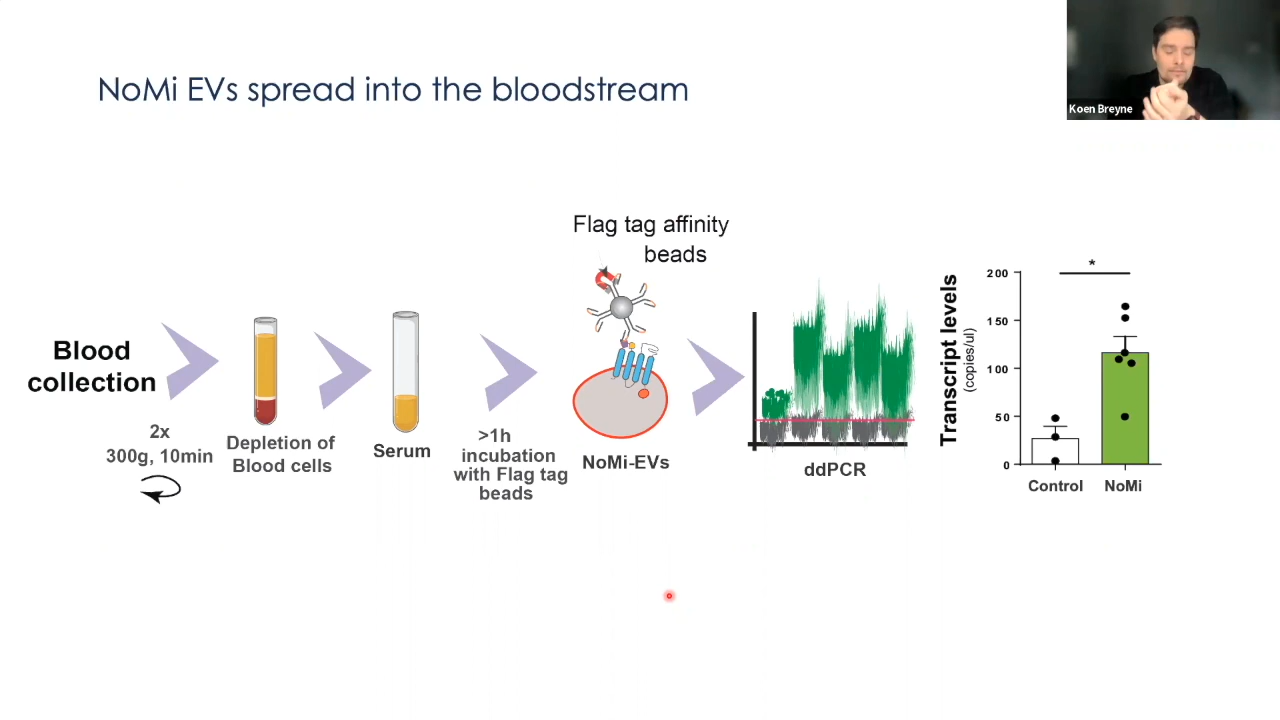 NoMi EVs spread into the bloodstream
Koen Breyne
Flag tag affinity
beads
Blood
collection
2x
300g, 10min
Depletion of
Blood cells
Serum
>1h
incubation
with Flag tag
beads
NoMi-EVs
ddPCR
Transcript levels
(copies/ul)
200
150
100
50
0
*
Control
NoMi